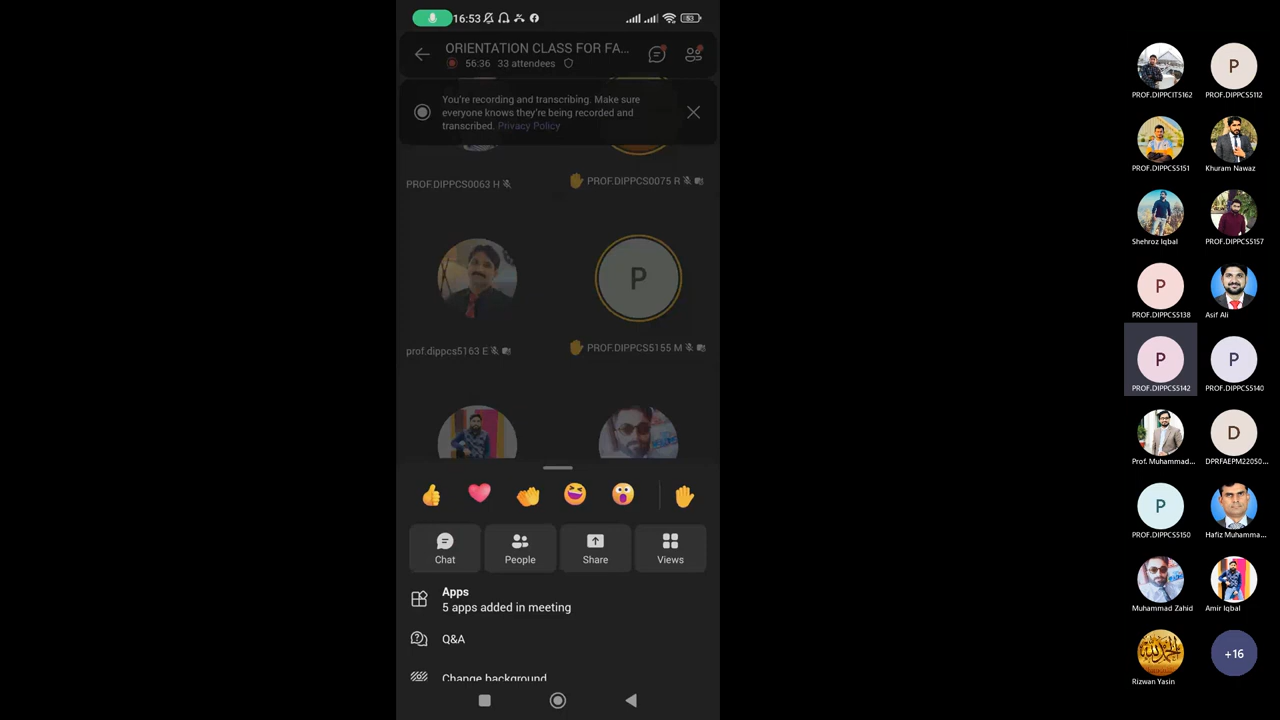 16:53
53
ORIENTATION CLASS FOR FA...
56:36 33 attendees
You're recording and transcribing. Make sure
everyone knows they're being recorded and
transcribed. Privacy Policy
PROF.DIPPCS0063 H
PROF.DIPPCS0075 R
prof.dippcs5163 E
P
PROF.DIPPCS5155 M
Chat
People
Share
Views
Apps
5 apps added in meeting
Q&A
Change background
PROF.DIPPCIT5162
P
PROF.DIPPCS5112
PROF.DIPPCS5151
Khuram Nawaz
Shehroz Iqbal
PROF.DIPPCS5157
P
PROF.DIPPCS5138
Asif Ali
P
PROF.DIPPCS5142
P
PROF.DIPPCS5140
Prof. Muhammad...
D
DPRFAEPM22050...
P
PROF.DIPPCS5150
Hafiz Muhamma...
Muhammad Zahid
Amir Iqbal
Rizwan Yasin
+16